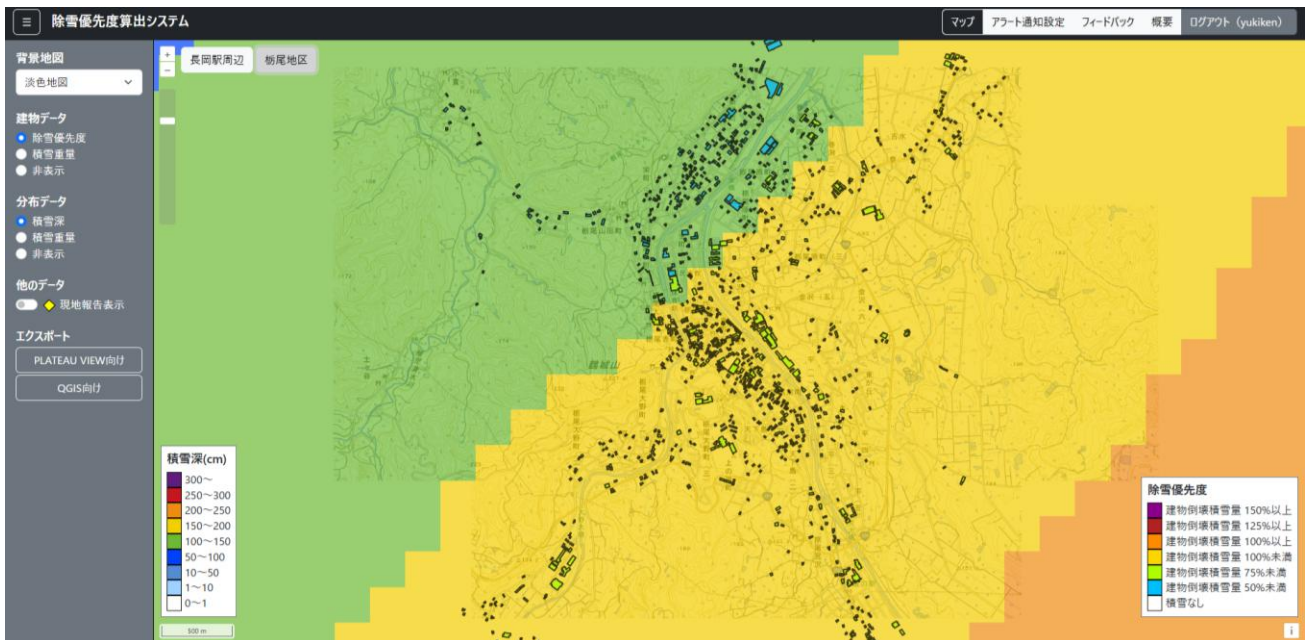 除雪優先度算出システム
マップ
アラート通知設定
フィードバック
概要
ログアウト (yukiken)
背景地図
淡色地図
建物データ
除雪優先度
積雪重量
非表示
分布データ
積雪深
積雪重量
非表示
他のデータ
現地報告表示
エクスポート
PLATEAU VIEW向け
QGIS向け
+
−
長岡駅周辺
栃尾地区
積雪深(cm)
300～
250～300
200～250
150～200
100～150
50～100
10～50
1～10
0～1
500 m
除雪優先度
建物倒壊積雪量 150%以上
建物倒壊積雪量 125%以上
建物倒壊積雪量 100%以上
建物倒壊積雪量 100%未満
建物倒壊積雪量 75%未満
建物倒壊積雪量 50%未満
積雪なし
i